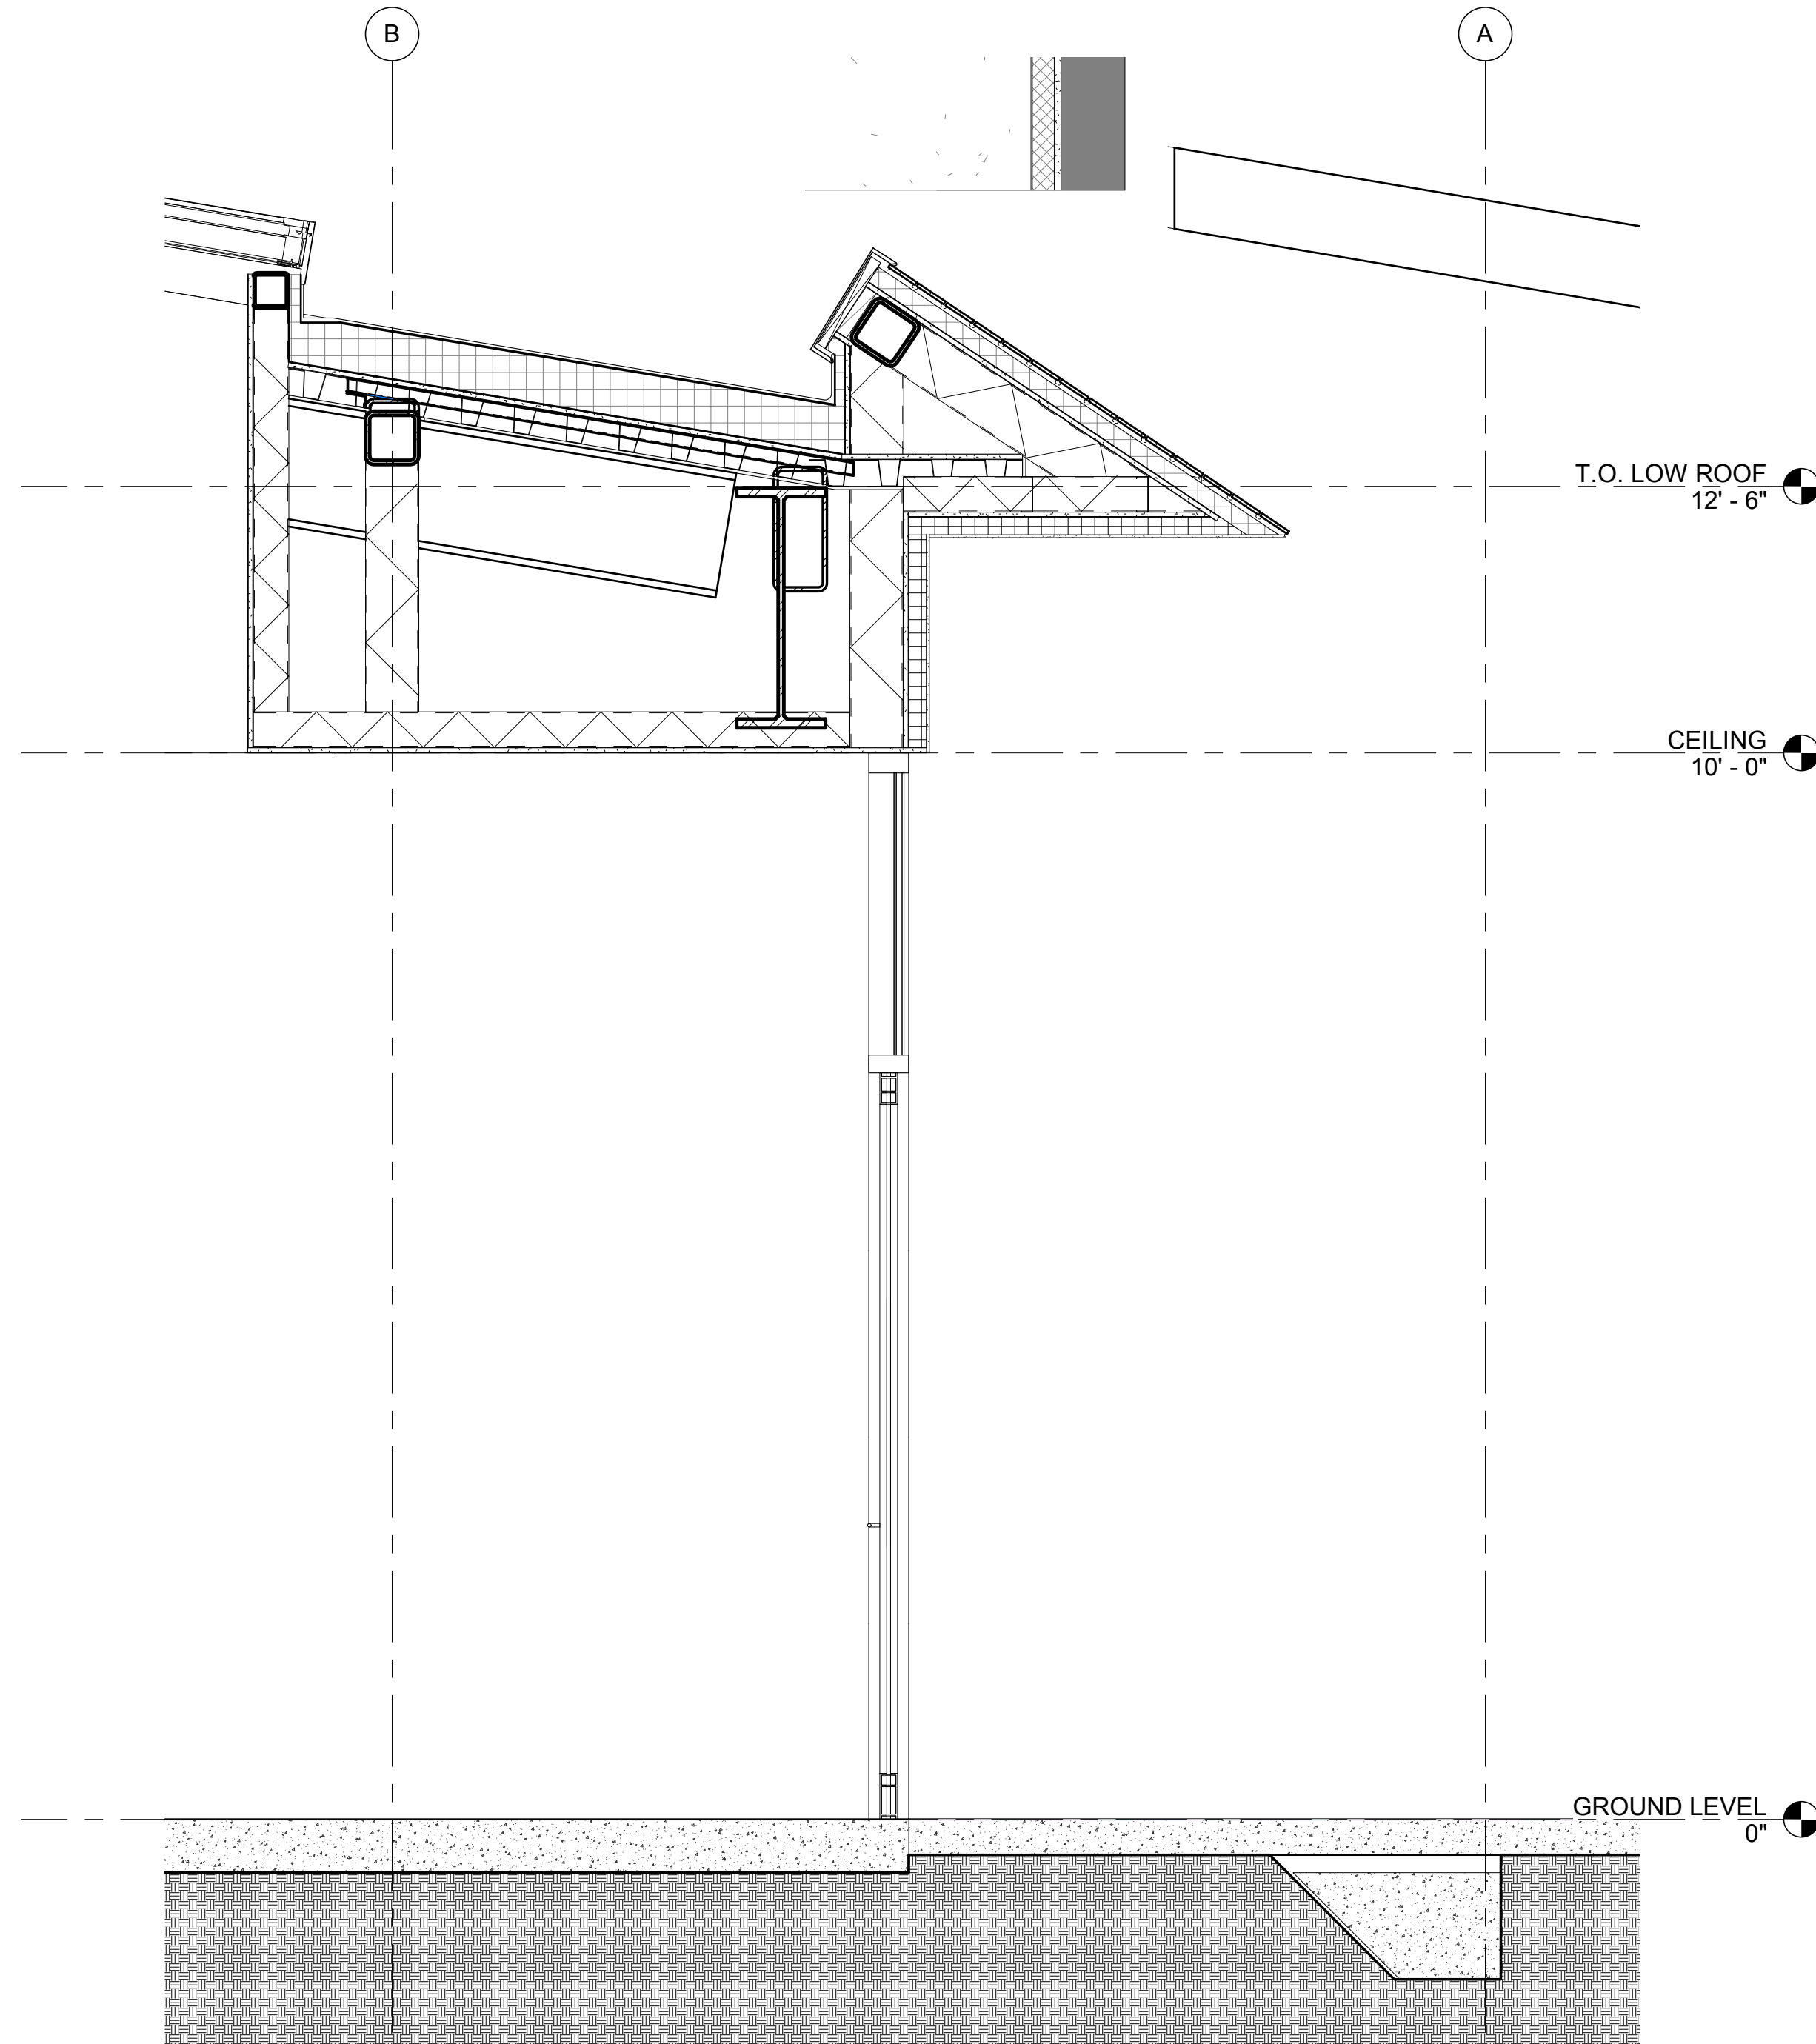 B
A
T.O. LOW ROOF
12' - 6"
CEILING
10' - 0"
GROUND LEVEL
0"